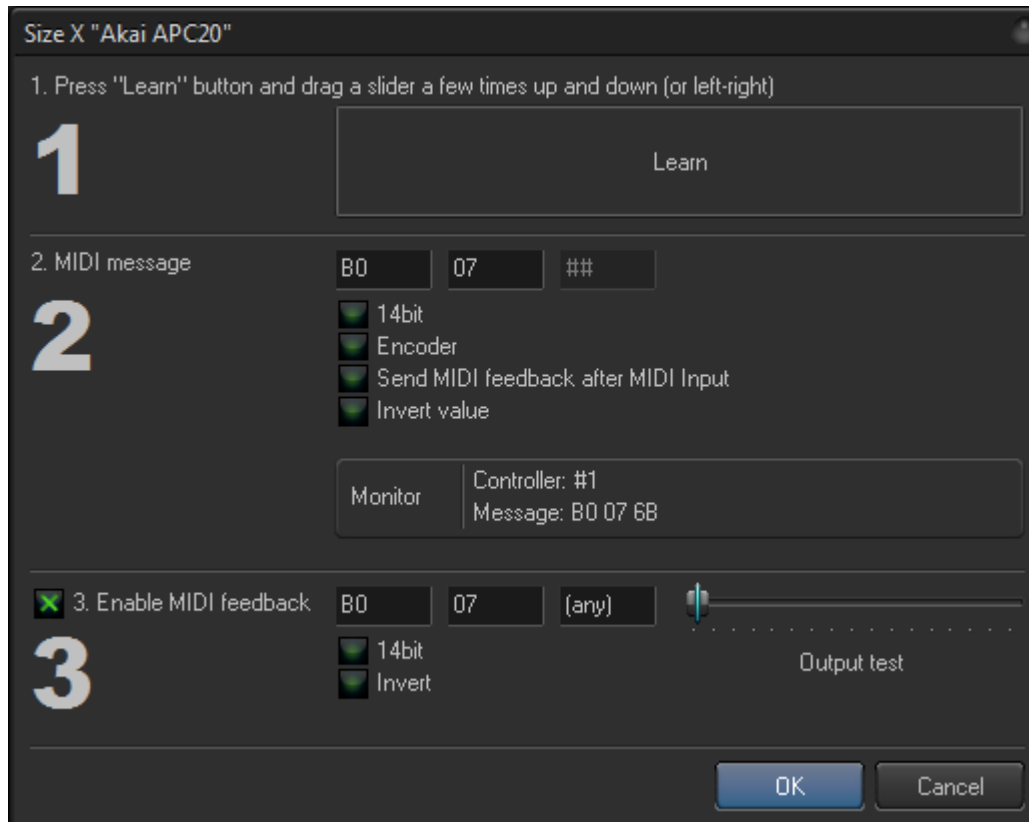 Size X "Akai APC20"
1. Press "Learn" button and drag a slider a few times up and down (or left-right)
1
Learn
2. MIDI message
B0 07 ##
2
14bit
Encoder
Send MIDI feedback after MIDI Input
Invert value
Monitor
Controller: #1
Message: B0 07 6B
3. Enable MIDI feedback
B0 07 (any)
3
14bit
Invert
Output test
OK Cancel